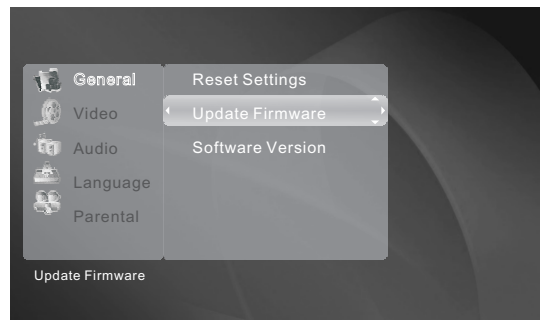 General
Reset Settings
Video
Update Firmware
Audio
Software Version
Language
Parental
Update Firmware